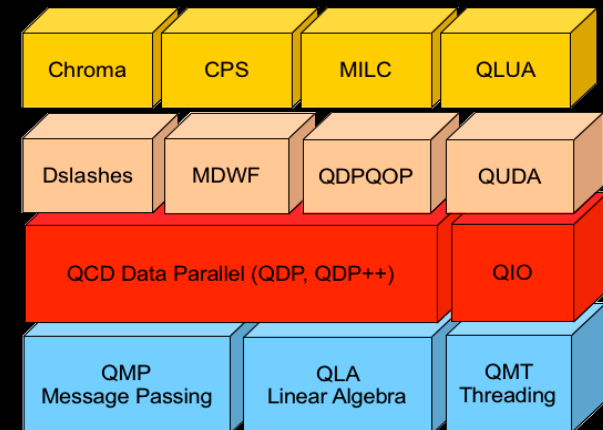 Chroma
CPS
MILC
QLUA
Dslashes
MDWF
QDPQOP
QUDA
QCD Data Parallel (QDP, QDP++)
QIO
QMP
Message Passing
QLA
Linear Algebra
QMT
Threading